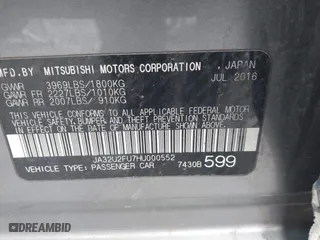 MFD.BY MITSUBISHI MOTORS CORPORATION JAPAN
GVWR 3969LBS/1800KG JUL 2016
GAWR FR 2227LBS/1010KG
GAWR RR 2007LBS/ 910KG
THIS VEHICLE CONFORMS TO ALL APPLICABLE FEDERAL MOTOR VEHICLE SAFETY, BUMPER AND THEFT PREVENTION STANDARDS IN EFFECT ON THE DATE OF MANUFACTURE SHOWN ABOVE.
JA32U2FU7HU000552
VEHICLE TYPE: PASSENGER CAR 7430B 599